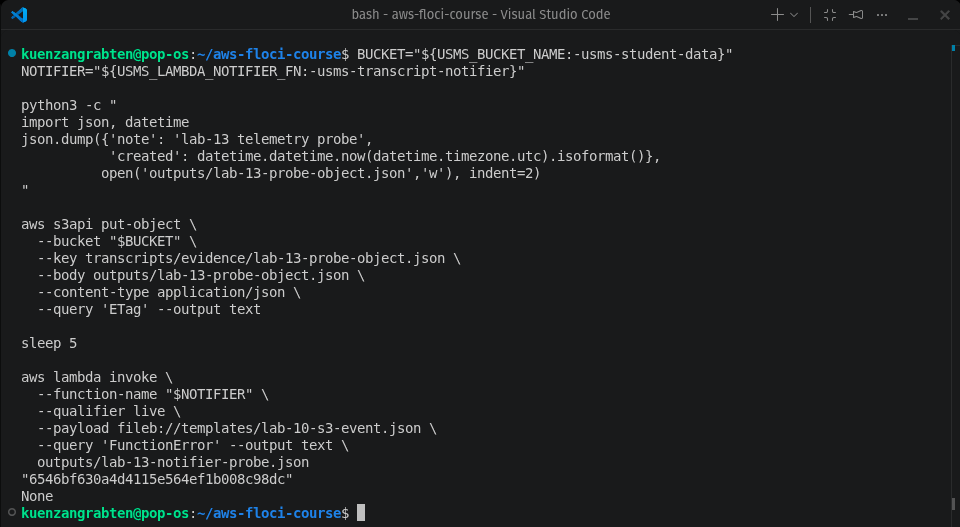 bash - aws-floci-course - Visual Studio Code
kuenzangrabten@pop-os:~/aws-floci-course$ BUCKET="${USMS_BUCKET_NAME:-usms-student-data}"
NOTIFIER="${USMS_LAMBDA_NOTIFIER_FN:-usms-transcript-notifier}"
python3 -c "
import json, datetime
json.dump({'note': 'lab-13 telemetry probe',
           'created': datetime.datetime.now(datetime.timezone.utc).isoformat()},
          open('outputs/lab-13-probe-object.json','w'), indent=2)
"
aws s3api put-object \
  --bucket "$BUCKET" \
  --key transcripts/evidence/lab-13-probe-object.json \
  --body outputs/lab-13-probe-object.json \
  --content-type application/json \
  --query 'ETag' --output text
sleep 5
aws lambda invoke \
  --function-name "$NOTIFIER" \
  --qualifier live \
  --payload fileb://templates/lab-10-s3-event.json \
  --query 'FunctionError' --output text \
  outputs/lab-13-notifier-probe.json
"6546bf630a4d4115e564ef1b008c98dc"
None
kuenzangrabten@pop-os:~/aws-floci-course$